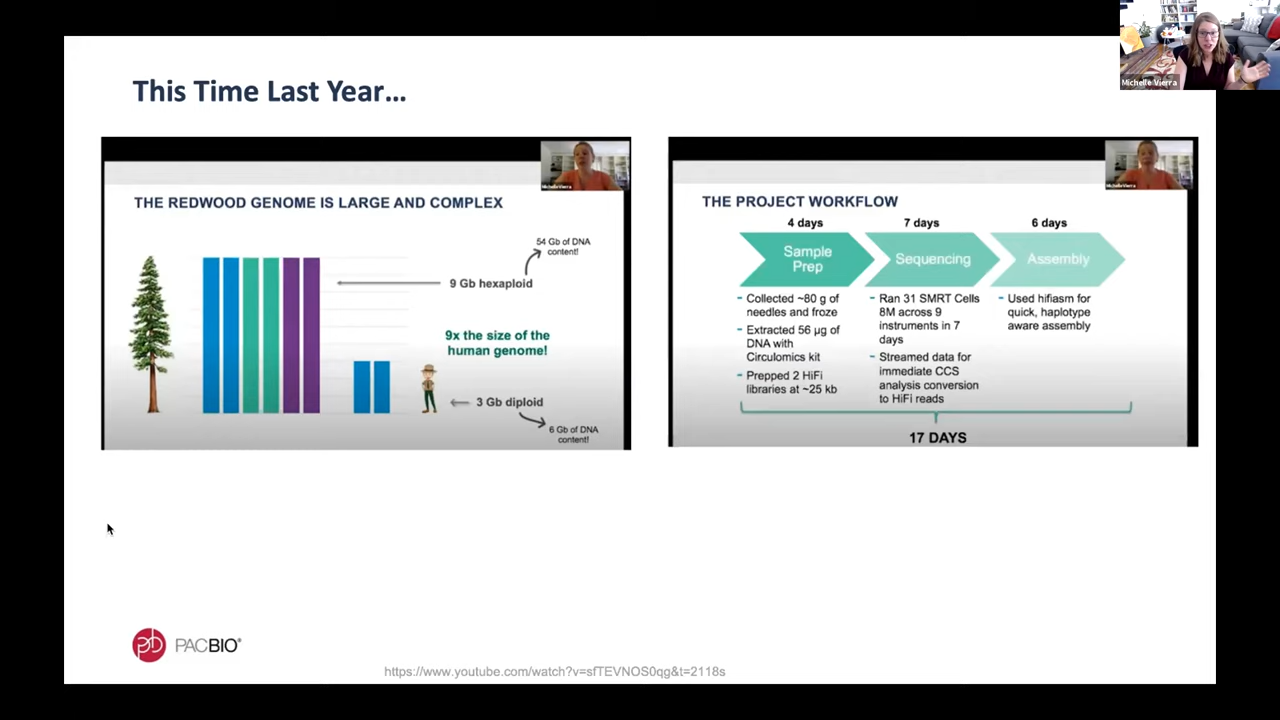 Michelle Vierra
This Time Last Year...
Michelle Vierra
THE REDWOOD GENOME IS LARGE AND COMPLEX
54 Gb of DNA
content!
9 Gb hexaploid
9x the size of the
human genome!
3 Gb diploid
6 Gb of DNA
content!
Michelle Vierra
THE PROJECT WORKFLOW
4 days
7 days
6 days
Sample
Prep
Sequencing
Assembly
- Collected ~80 g of
needles and froze
- Extracted 56 µg of
DNA with
Circulomics kit
- Prepped 2 HiFi
libraries at ~25 kb
- Ran 31 SMRT Cells
8M across 9
instruments in 7
days
- Streamed data for
immediate CCS
analysis conversion
to HiFi reads
- Used hifiasm for
quick, haplotype
aware assembly
17 DAYS
PACBIO®
https://www.youtube.com/watch?v=sfTEVNOS0qg&t=2118s